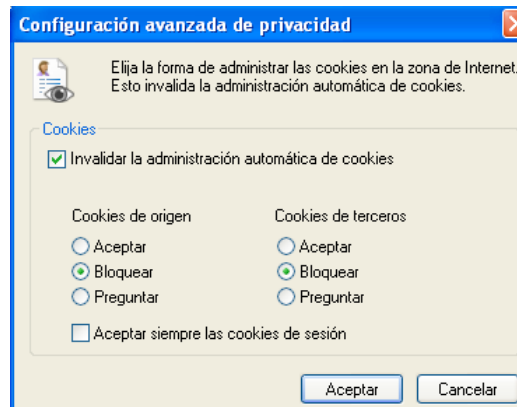 Configuración avanzada de privacidad
Elija la forma de administrar las cookies en la zona de Internet.
Esto invalida la administración automática de cookies.
Cookies
Invalidar la administración automática de cookies
Cookies de origen Cookies de terceros
Aceptar Aceptar
Bloquear Bloquear
Preguntar Preguntar
Aceptar siempre las cookies de sesión
Aceptar Cancelar